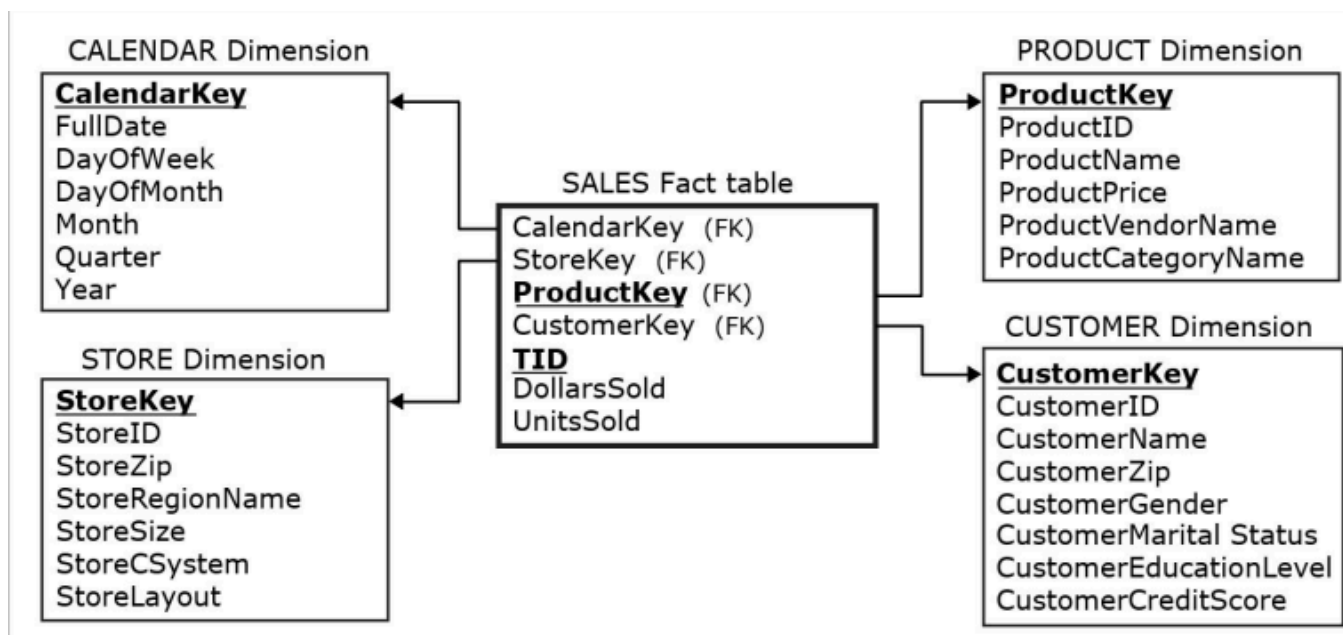 CALENDAR Dimension
CalendarKey
FullDate
DayOfWeek
DayOfMonth
Month
Quarter
Year
STORE Dimension
StoreKey
StoreID
StoreZip
StoreRegionName
StoreSize
StoreCSystem
StoreLayout
SALES Fact table
CalendarKey (FK)
StoreKey (FK)
ProductKey (FK)
CustomerKey (FK)
TID
DollarsSold
UnitsSold
PRODUCT Dimension
ProductKey
ProductID
ProductName
ProductPrice
ProductVendorName
ProductCategoryName
CUSTOMER Dimension
CustomerKey
CustomerID
CustomerName
CustomerZip
CustomerGender
CustomerMarital Status
CustomerEducationLevel
CustomerCreditScore